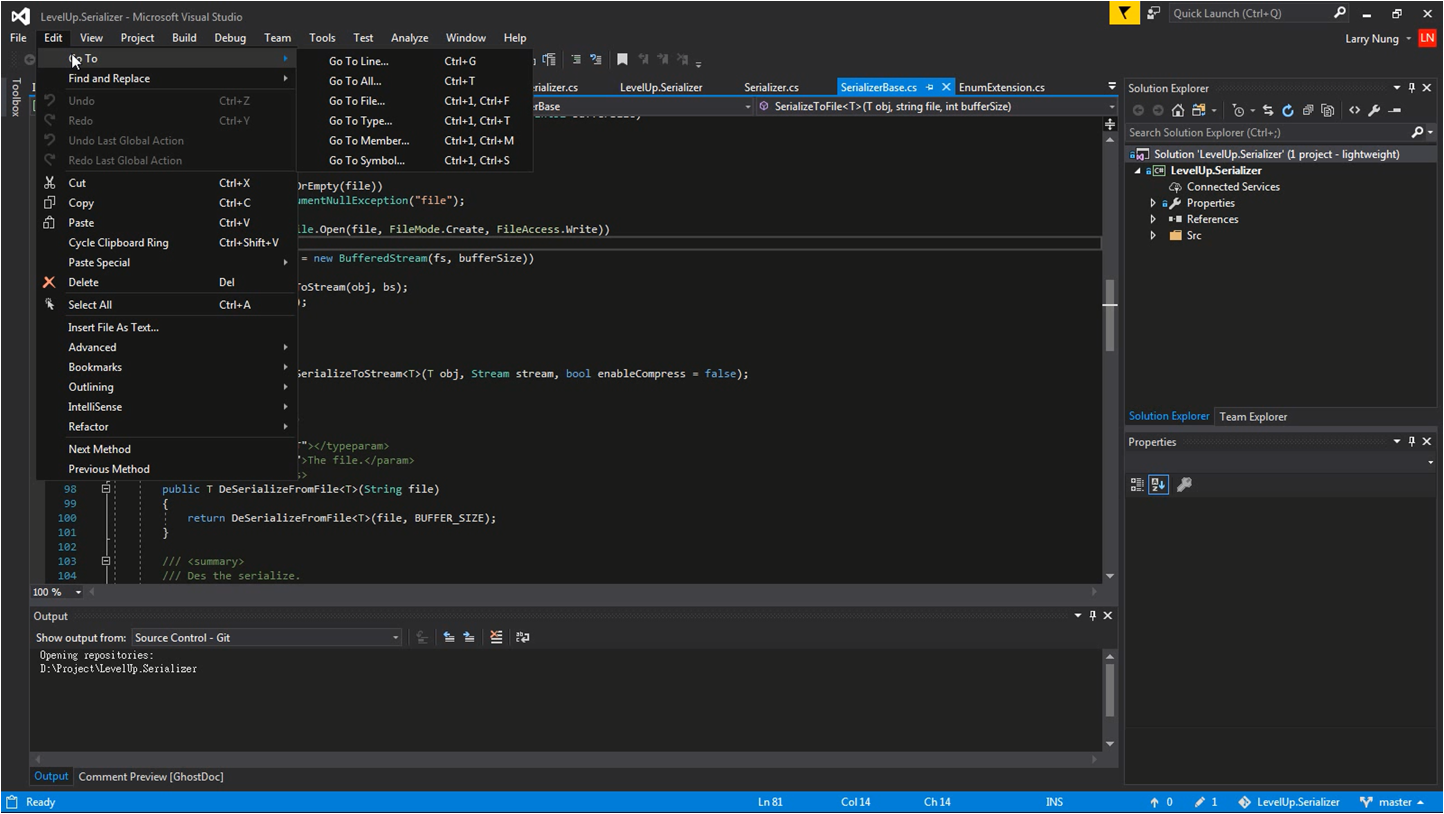 LevelUp.Serializer - Microsoft Visual Studio
Quick Launch (Ctrl+Q)
File Edit View Project Build Debug Team Tools Test Analyze Window Help
Larry Nung LN
Toolbox
Go To
Find and Replace
Undo Ctrl+Z
Redo Ctrl+Y
Undo Last Global Action
Redo Last Global Action
Cut Ctrl+X
Copy Ctrl+C
Paste Ctrl+V
Cycle Clipboard Ring Ctrl+Shift+V
Paste Special
Delete Del
Select All Ctrl+A
Insert File As Text...
Advanced
Bookmarks
Outlining
IntelliSense
Refactor
Next Method
Previous Method
Go To Line... Ctrl+G
Go To All... Ctrl+T
Go To File... Ctrl+1, Ctrl+F
Go To Type... Ctrl+1, Ctrl+T
Go To Member... Ctrl+1, Ctrl+M
Go To Symbol... Ctrl+1, Ctrl+S
izer.cs LevelUp.Serializer Serializer.cs SerializerBase.cs EnumExtension.cs
rBase SerializeToFile<T>(T obj, string file, int bufferSize)
OrEmpty(file))
umentNullException("file");
ile.Open(file, FileMode.Create, FileAccess.Write))
= new BufferedStream(fs, bufferSize))
ToStream(obj, bs);
);
SerializeToStream<T>(T obj, Stream stream, bool enableCompress = false);
"></typeparam>
">The file.</param>
s>
98 public T DeSerializeFromFile<T>(String file)
99 {
100 return DeSerializeFromFile<T>(file, BUFFER_SIZE);
101 }
102
103 /// <summary>
104 /// Des the serialize.
100 %
Output
Show output from: Source Control - Git
Opening repositories:
D:\Project\LevelUp.Serializer
Output Comment Preview [GhostDoc]
Solution Explorer
Search Solution Explorer (Ctrl+;)
Solution 'LevelUp.Serializer' (1 project - lightweight)
C# LevelUp.Serializer
Connected Services
Properties
References
Src
Solution Explorer Team Explorer
Properties
Ready Ln 81 Col 14 Ch 14 INS 0 1 LevelUp.Serializer master